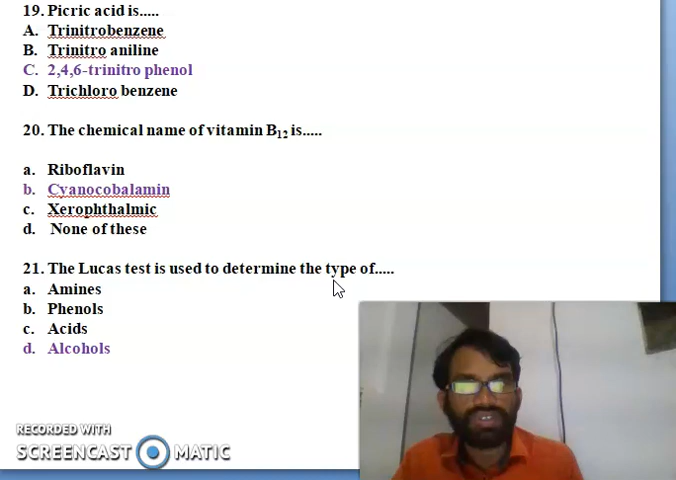 19. Picric acid is.....
A. Trinitrobenzene
B. Trinitro aniline
C. 2,4,6-trinitro phenol
D. Trichloro benzene
20. The chemical name of vitamin B₁₂ is.....
a. Riboflavin
b. Cyanocobalamin
c. Xerophthalmic
d. None of these
21. The Lucas test is used to determine the type of.....
a. Amines
b. Phenols
c. Acids
d. Alcohols
RECORDED WITH
SCREENCAST MATIC